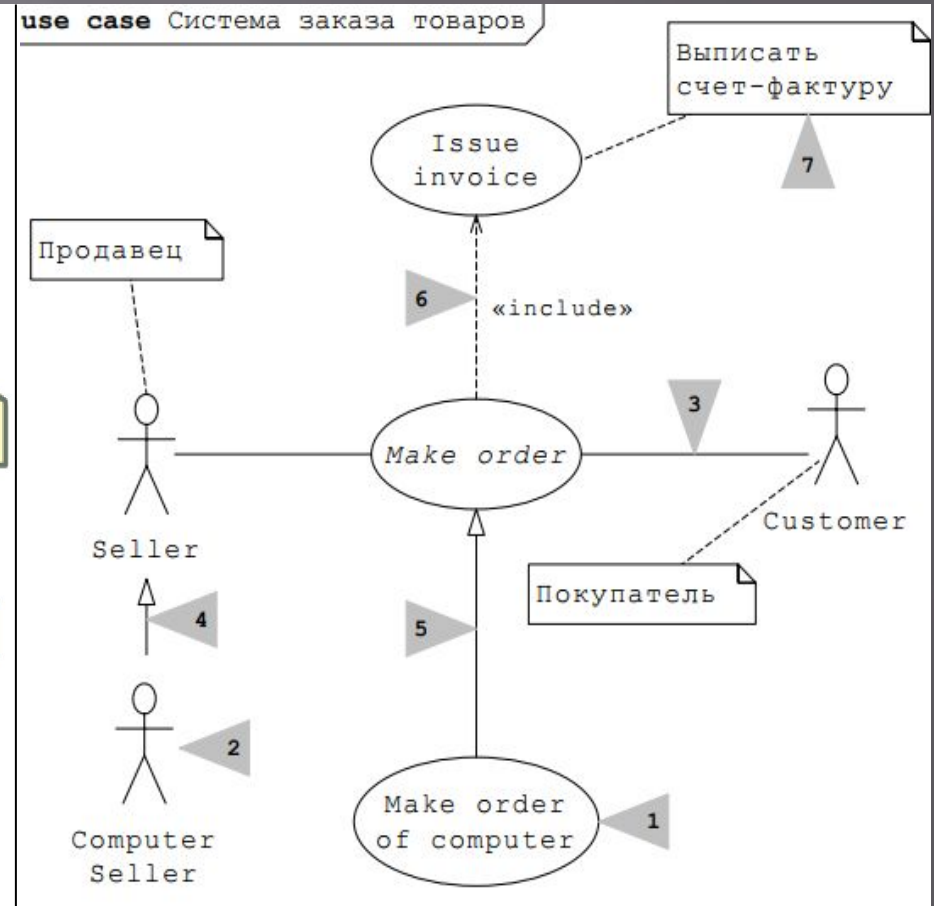 use case Система заказа товаров
Выписать
счет-фактуру
Issue
invoice
7
Продавец
6
«include»
3
Make order
Customer
Seller
Покупатель
4
5
2
Make order
of computer
1
Computer
Seller